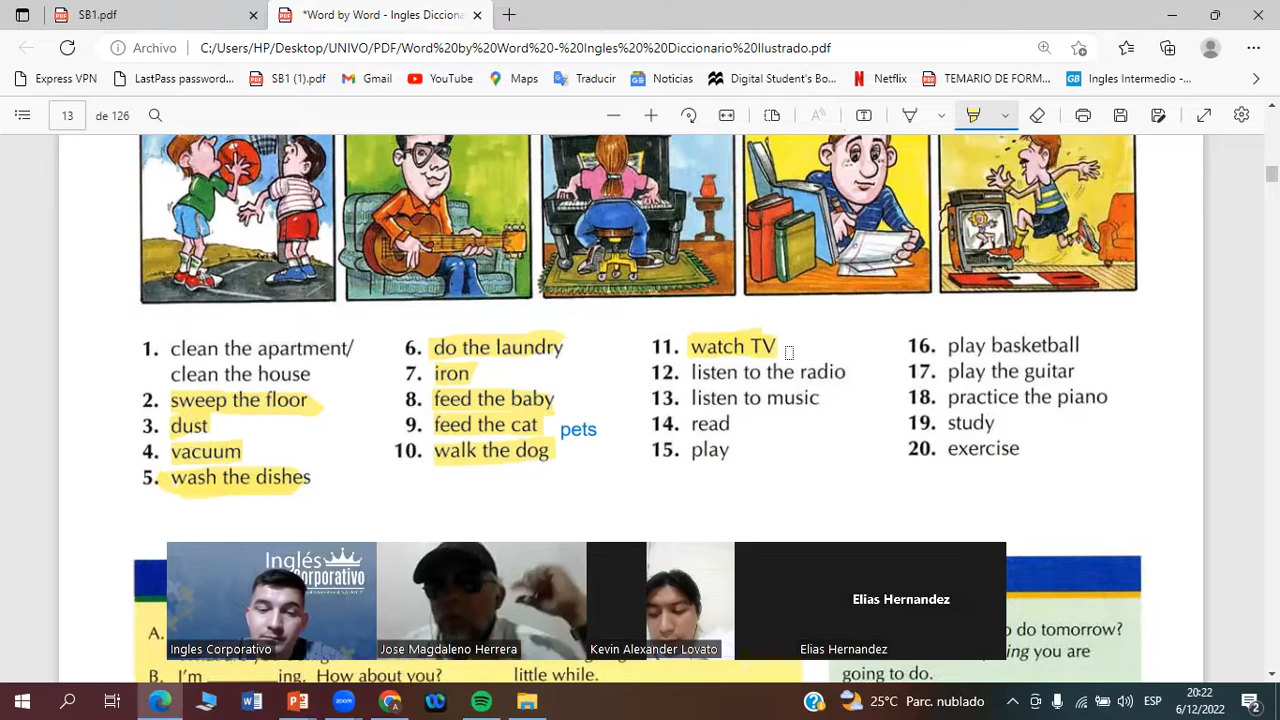 SB1.pdf
*Word by Word - Ingles Dicciona
Archivo
C:/Users/HP/Desktop/UNIVO/PDF/Word%20by%20Word%20-%20Ingles%20%20Diccionario%20Ilustrado.pdf
Express VPN
LastPass password...
SB1 (1).pdf
Gmail
YouTube
Maps
Traducir
Noticias
Digital Student's Bo...
Netflix
TEMARIO DE FORM...
Ingles Intermedio -...
13 de 126
1. clean the apartment/
clean the house
2. sweep the floor
3. dust
4. vacuum
5. wash the dishes
6. do the laundry
7. iron
8. feed the baby
9. feed the cat
pets
10. walk the dog
11. watch TV
12. listen to the radio
13. listen to music
14. read
15. play
16. play basketball
17. play the guitar
18. practice the piano
19. study
20. exercise
Inglés
Corporativo
Ingles Corporativo
Jose Magdaleno Herrera
Kevin Alexander Lovato
Elias Hernandez
Elias Hernandez
A.
B. I'm ______ing. How about you?
little while.
o do tomorrow?
ing you are
going to do.
25°C Parc. nublado
ESP
20:22
6/12/2022
2